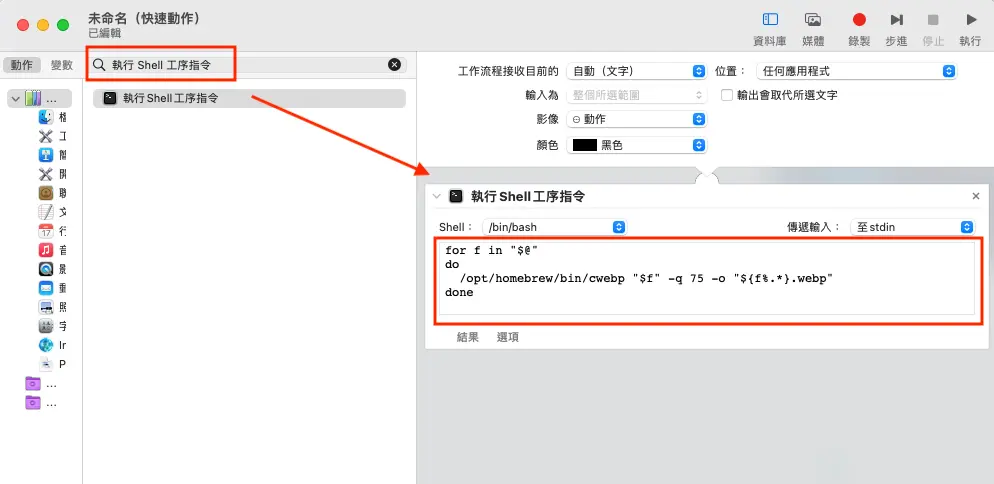 未命名（快速動作）
已編輯
資料庫 媒體 錄製 步進 停止 執行
動作 變數
執行 Shell 工序指令
執行 Shell 工序指令
工作流程接收目前的 自動（文字） 位置： 任何應用程式
輸入為 整個所選範圍 輸出會取代所選文字
影像 動作
顏色 黑色
執行 Shell 工序指令
Shell： /bin/bash 傳遞輸入： 至 stdin
for f in "$@"
do
  /opt/homebrew/bin/cwebp "$f" -q 75 -o "${f%.*}.webp"
done
結果 選項
...
工
文
行
音
影
照
字
Ir
P
...
...